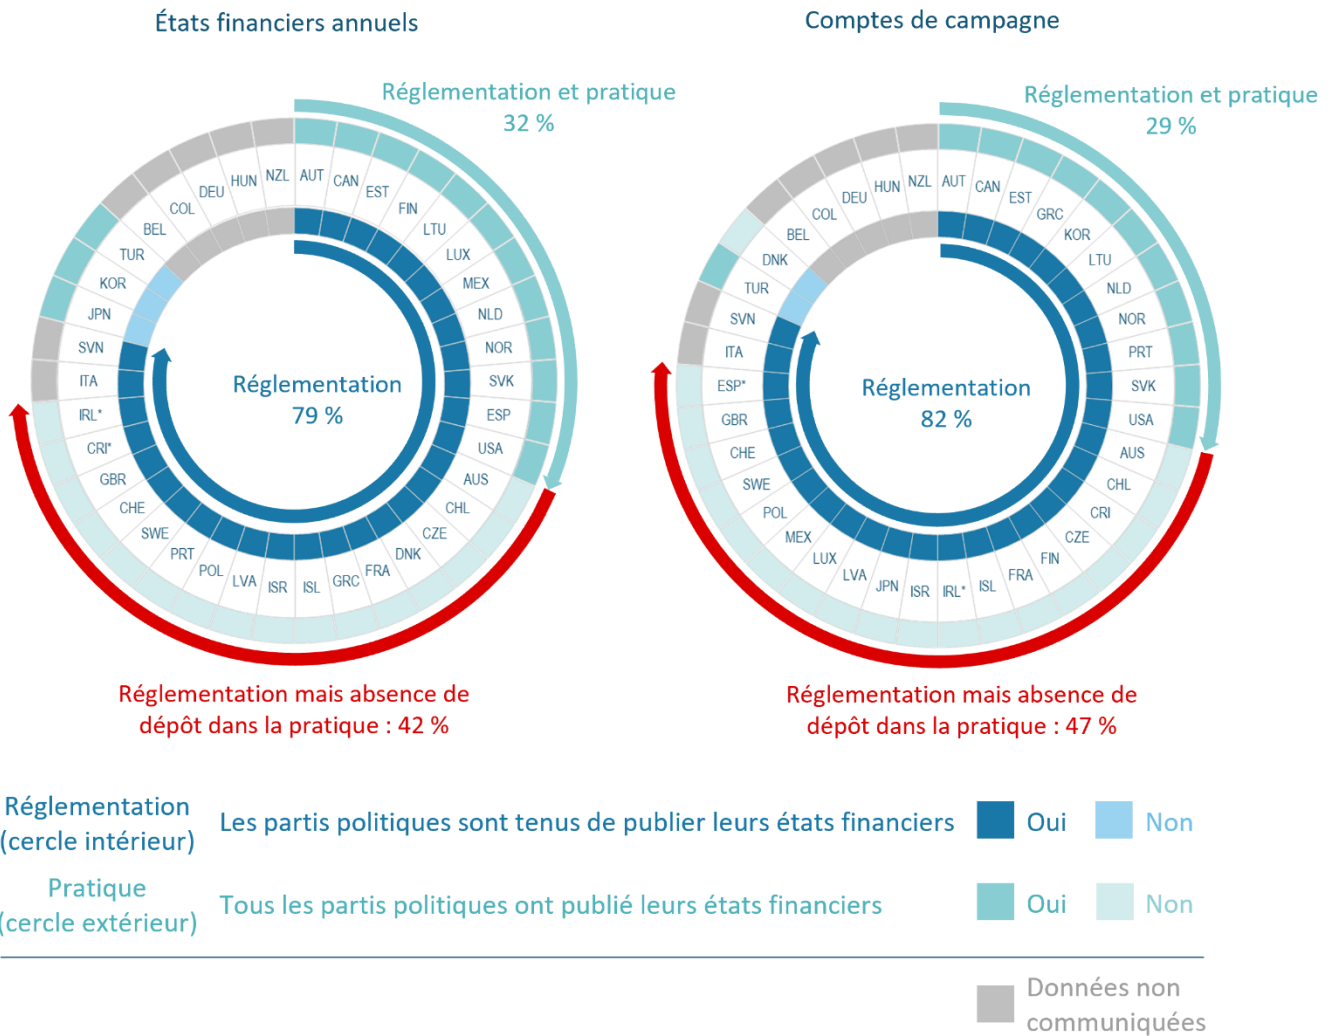 États financiers annuels
Réglementation et pratique
32 %
AUT
CAN
EST
FIN
LTU
LUX
MEX
NLD
NOR
SVK
ESP
USA
AUS
CHL
CZE
DNK
FRA
GRC
ISL
ISR
LVA
POL
PRT
SWE
CHE
GBR
CRI*
IRL*
ITA
SVN
JPN
KOR
TUR
BEL
COL
DEU
HUN
NZL
Réglementation
79 %
Réglementation mais absence de
dépôt dans la pratique : 42 %
Comptes de campagne
Réglementation et pratique
29 %
AUT
CAN
EST
GRC
KOR
LTU
NLD
NOR
PRT
SVK
USA
AUS
CHL
CRI
CZE
FIN
FRA
ISL
IRL*
ISR
JPN
LVA
LUX
MEX
POL
SWE
CHE
GBR
ESP*
ITA
SVN
TUR
DNK
BEL
COL
DEU
HUN
NZL
Réglementation
82 %
Réglementation mais absence de
dépôt dans la pratique : 47 %
Réglementation
(cercle intérieur)
Les partis politiques sont tenus de publier leurs états financiers
Oui
Non
Pratique
(cercle extérieur)
Tous les partis politiques ont publié leurs états financiers
Oui
Non
Données non
communiquées